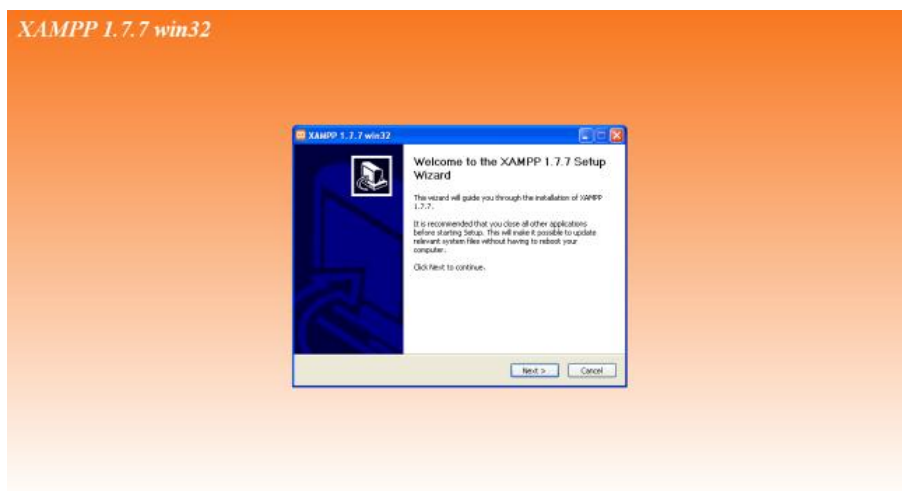 XAMPP 1.7.7 win32
XAMPP 1.7.7 win32
Welcome to the XAMPP 1.7.7 Setup
Wizard
This wizard will guide you through the installation of XAMPP
1.7.7.
It is recommended that you close all other applications
before starting Setup. This will make it possible to update
relevant system files without having to reboot your
computer.
Click Next to continue.
Next >
Cancel